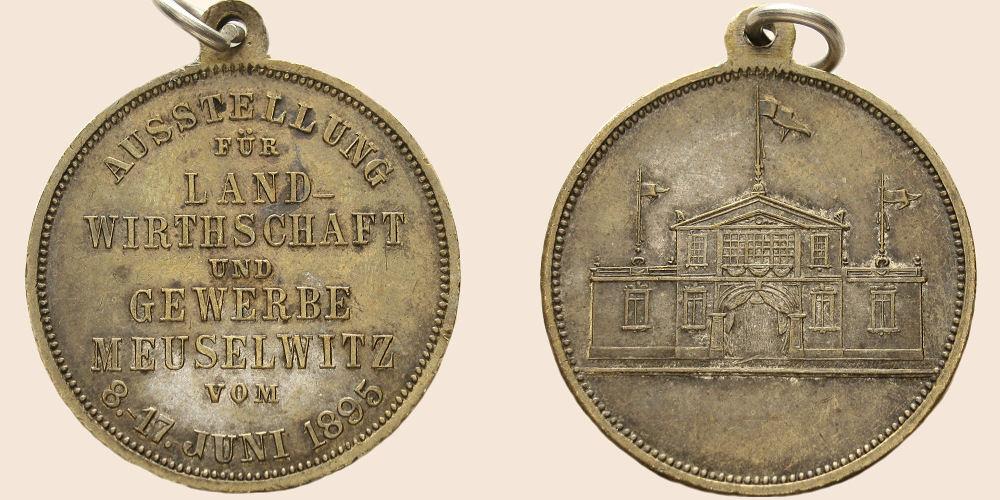 AUSSTELLUNG
FÜR
LAND-
WIRTHSCHAFT
UND
GEWERBE
MEUSELWITZ
VOM
8.-17. JUNI 1895